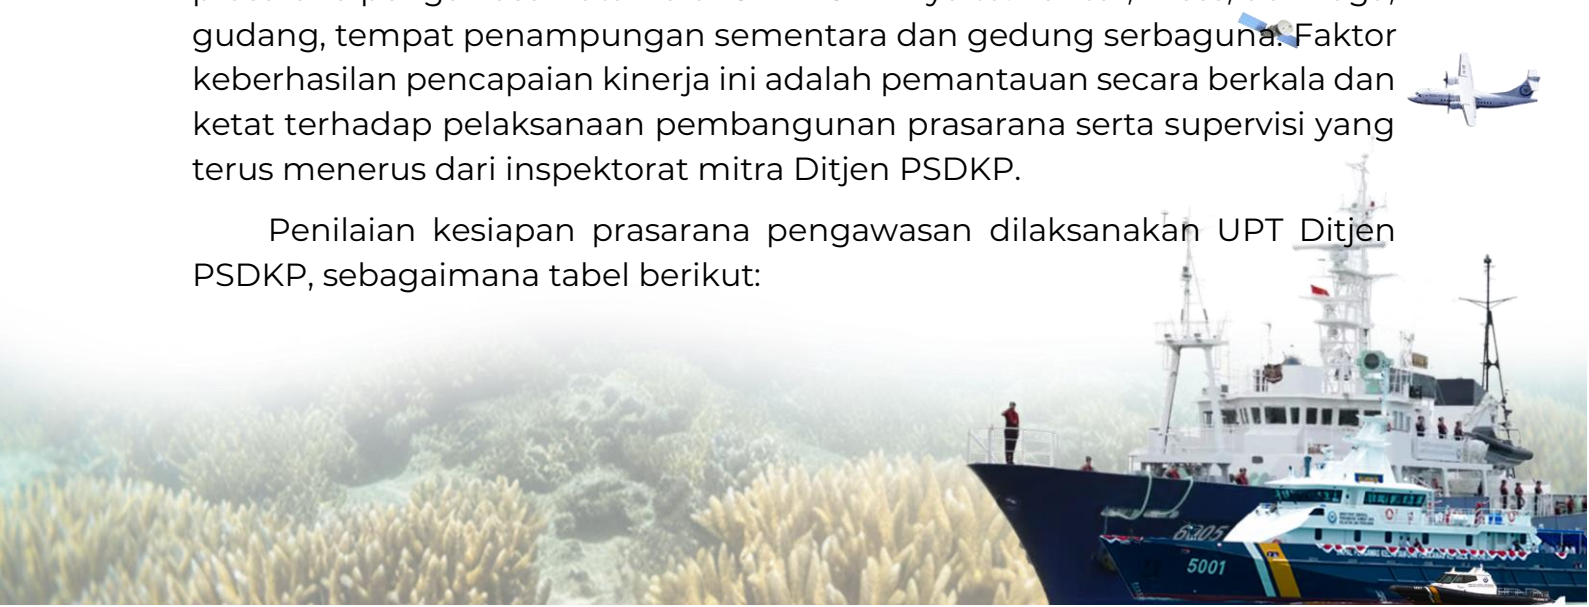 gudang, tempat penampungan sementara dan gedung serbaguna. Faktor
keberhasilan pencapaian kinerja ini adalah pemantauan secara berkala dan
ketat terhadap pelaksanaan pembangunan prasarana serta supervisi yang
terus menerus dari inspektorat mitra Ditjen PSDKP.
Penilaian kesiapan prasarana pengawasan dilaksanakan UPT Ditjen
PSDKP, sebagaimana tabel berikut:
6305
5001